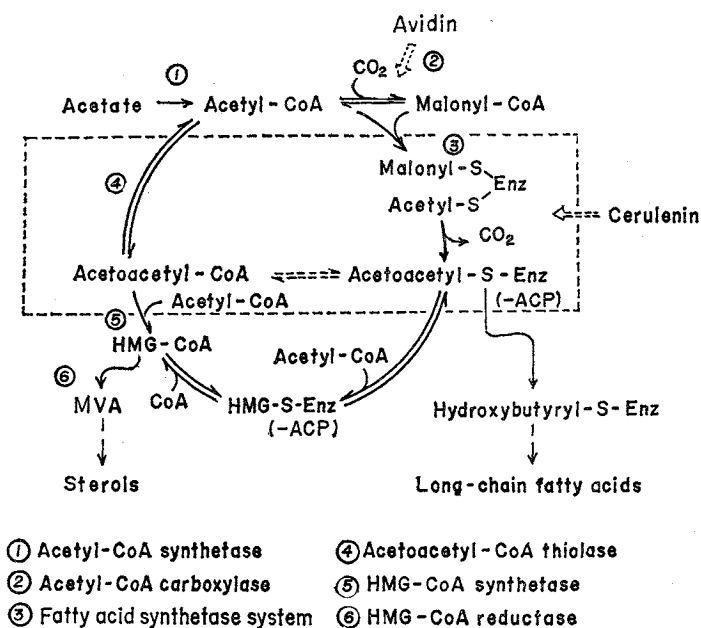 Avidin
CO2 ②
①
Acetate Acetyl-CoA Malonyl-CoA
③
Malonyl-S
Enz
④
Acetyl-S
Cerulenin
CO2
Acetoacetyl-CoA Acetoacetyl-S-Enz
(-ACP)
Acetyl-CoA
⑤
HMG-CoA
Acetyl-CoA
⑥
MVA CoA HMG-S-Enz Hydroxybutyryl-S-Enz
(-ACP)
Sterols Long-chain fatty acids
① Acetyl-CoA synthetase ④ Acetoacetyl-CoA thiolase
② Acetyl-CoA carboxylase ⑤ HMG-CoA synthetase
③ Fatty acid synthetase system ⑥ HMG-CoA reductase